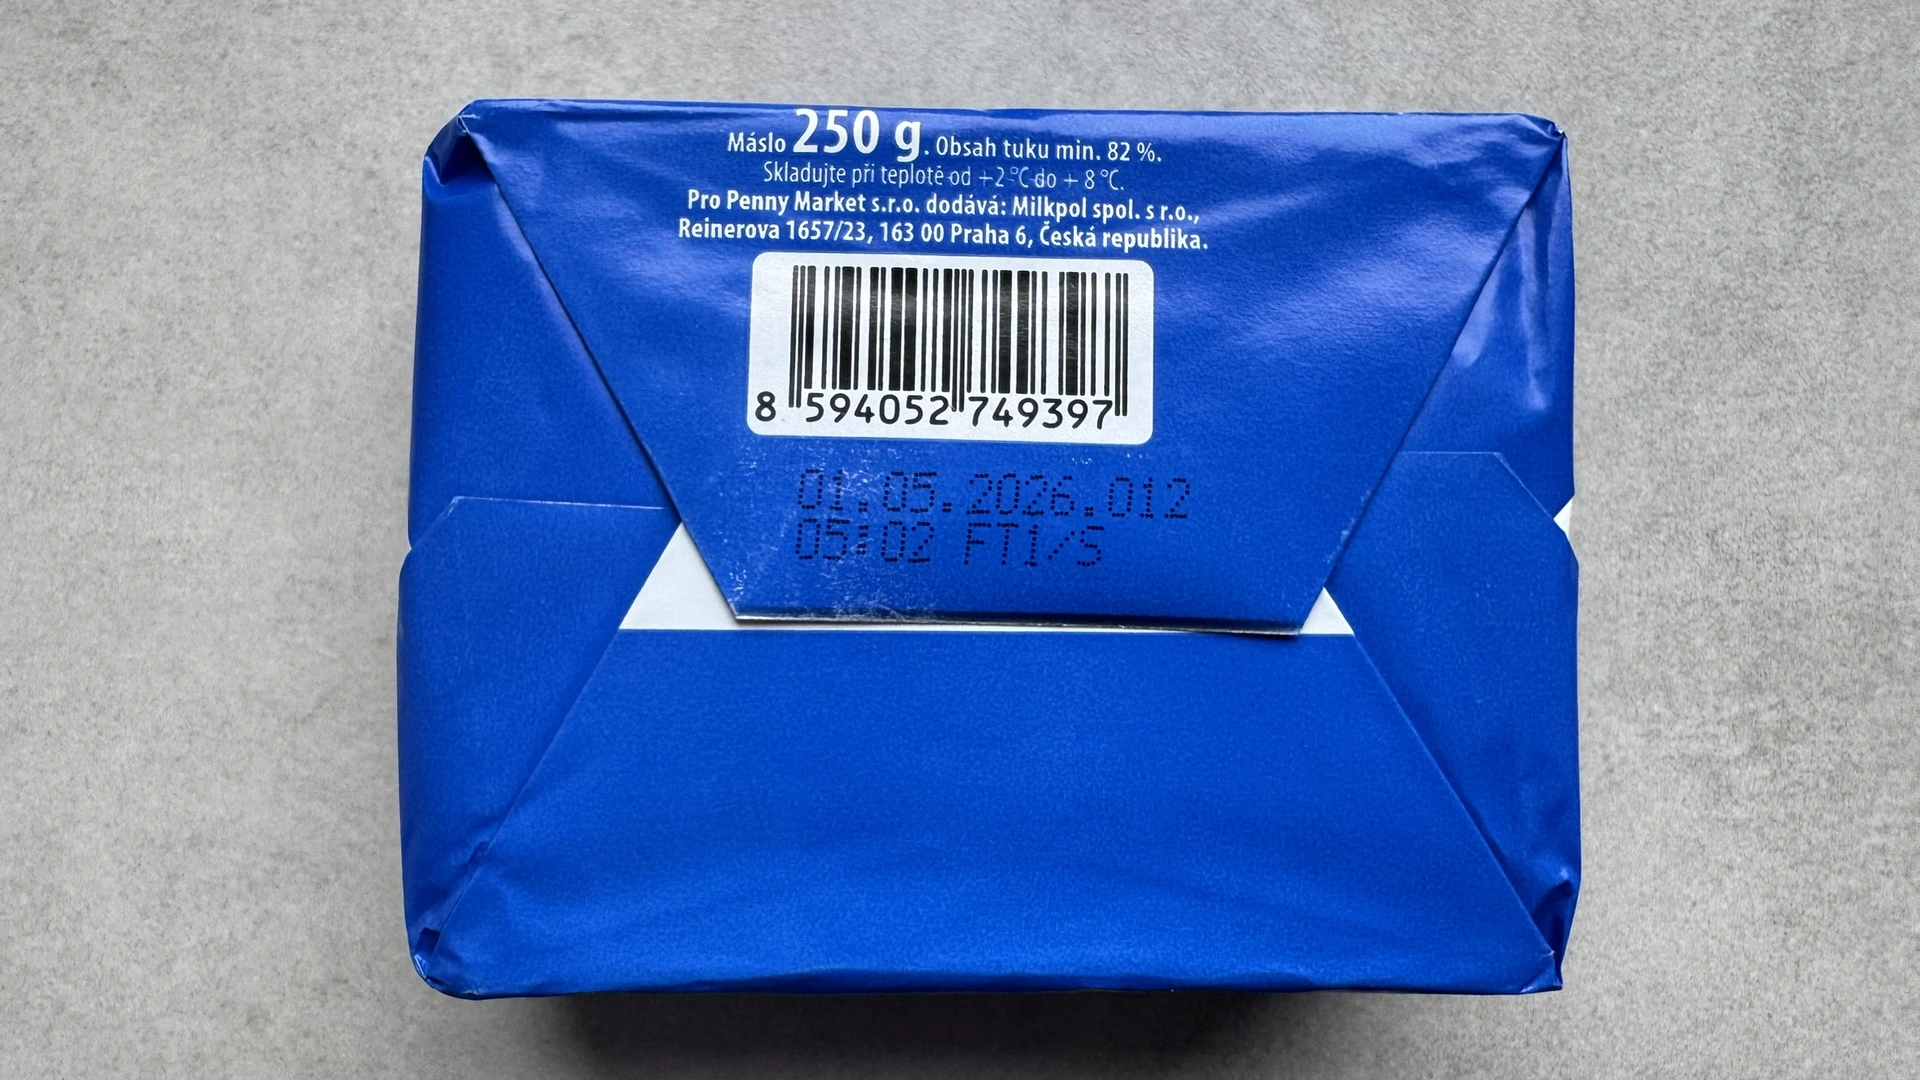 Máslo 250 g. Obsah tuku min. 82 %.
Skladujte při teplotě od +2 °C do + 8 °C.
Pro Penny Market s.r.o. dodává: Milkpol spol. s r.o.,
Reinerova 1657/23, 163 00 Praha 6, Česká republika.
8 594052 749397
01.05.2026.012
05:02 FT1/S